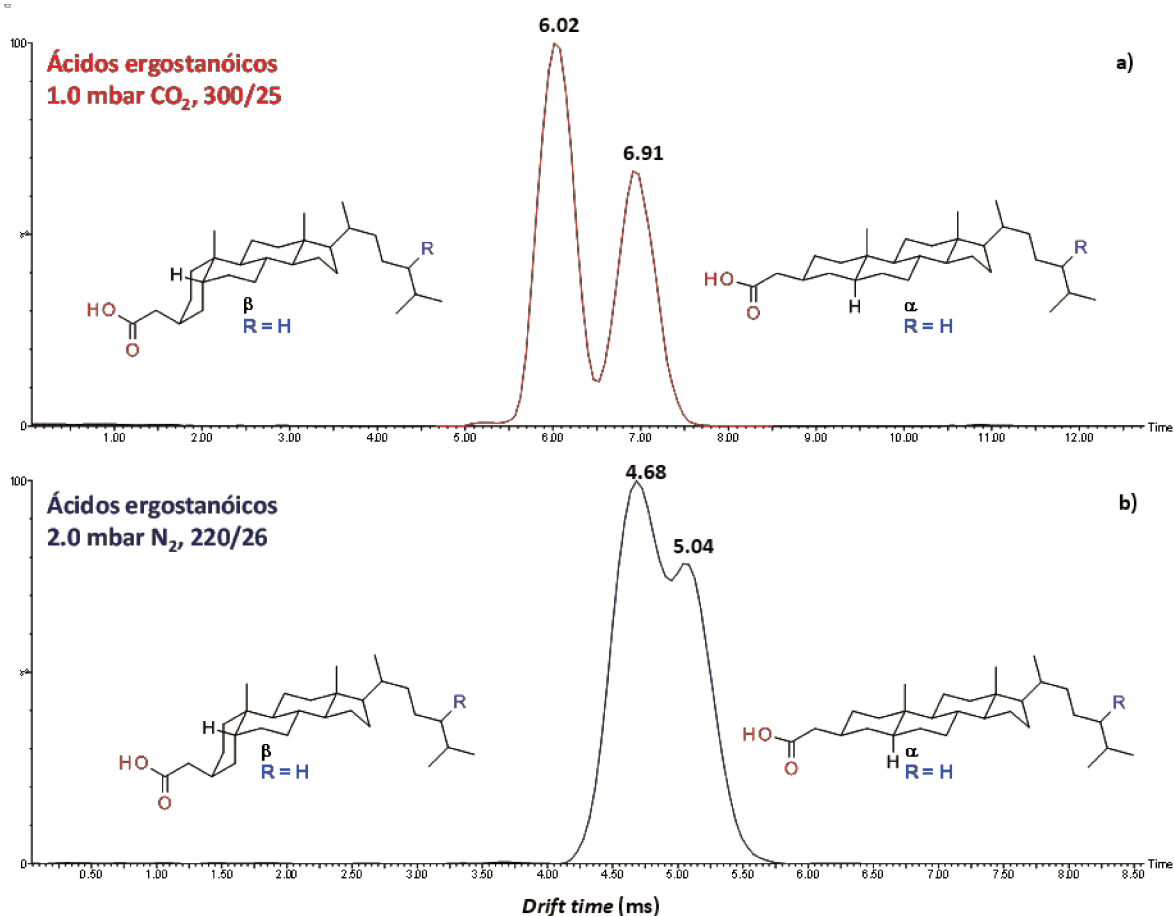 6.02
100
Ácidos ergostanóicos
1.0 mbar CO₂, 300/25
a)
6.91
%
R
H
β
R = H
HO
O
R
HO
O
H
α
R = H
0
1.00 2.00 3.00 4.00 5.00 6.00 7.00 8.00 9.00 10.00 11.00 12.00 Time
4.68
100
Ácidos ergostanóicos
2.0 mbar N₂, 220/26
b)
5.04
%
R
H
β
R = H
HO
O
R
HO
O
H
α
R = H
0
0.50 1.00 1.50 2.00 2.50 3.00 3.50 4.00 4.50 5.00 5.50 6.00 6.50 7.00 7.50 8.00 8.50 Time
Drift time (ms)